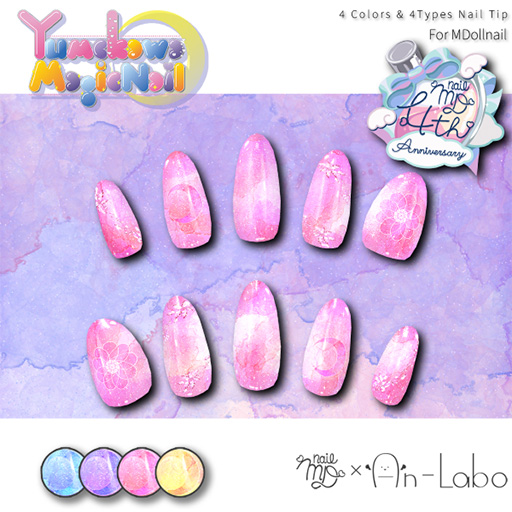 Yumekawa
MagicNail
4 Colors & 4Types Nail Tip
For MDollnail
nail
MD
4th
Anniversary
nail
MD × An-Labo